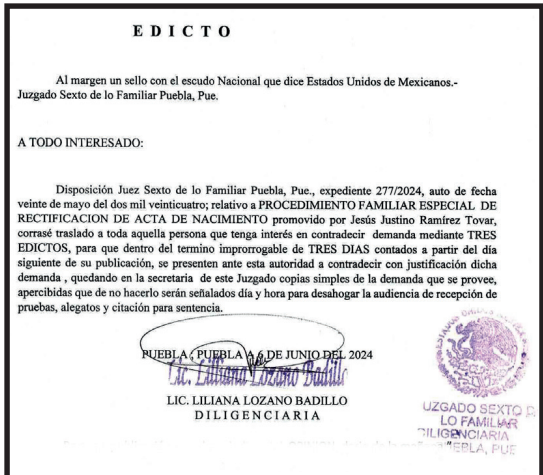 EDICTO
Al margen un sello con el escudo Nacional que dice Estados Unidos de Mexicanos.-
Juzgado Sexto de lo Familiar Puebla, Pue.
A TODO INTERESADO:
Disposición Juez Sexto de lo Familiar Puebla, Pue., expediente 277/2024, auto de fecha
veinte de mayo del dos mil veinticuatro; relativo a PROCEDIMIENTO FAMILIAR ESPECIAL DE
RECTIFICACION DE ACTA DE NACIMIENTO promovido por Jesús Justino Ramírez Tovar,
corrasé traslado a toda aquella persona que tenga interés en contradecir demanda mediante TRES
EDICTOS, para que dentro del termino improrrogable de TRES DIAS contados a partir del día
siguiente de su publicación, se presenten ante esta autoridad a contradecir con justificación dicha
demanda , quedando en la secretaria de este Juzgado copias simples de la demanda que se provee,
apercibidas que de no hacerlo serán señalados día y hora para desahogar la audiencia de recepción de
pruebas, alegatos y citación para sentencia.
PUEBLA, PUEBLA A 6 DE JUNIO DEL 2024
Lic. Lilliana Lozano Badillo
LIC. LILIANA LOZANO BADILLO
DILIGENCIARIA
UZGADO SEXTO D
LO FAMILIAR
DILIGENCIARIA
PUEBLA, PUE